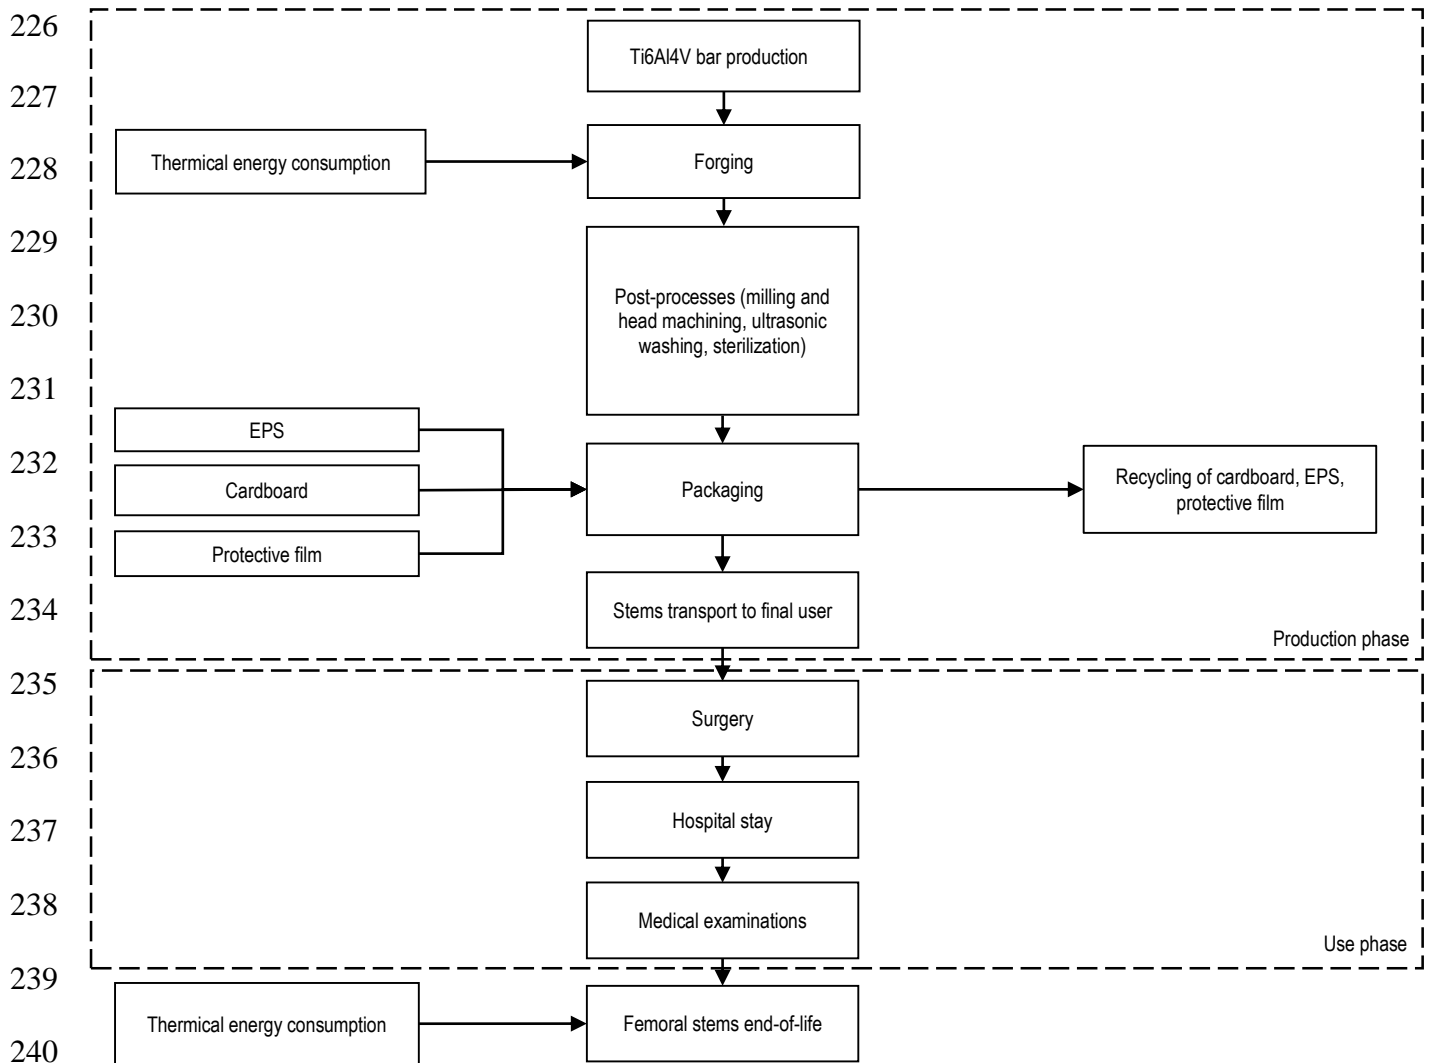 226
Ti6Al4V bar production
227
Thermical energy consumption
Forging
228
229
Post-processes (milling and
head machining, ultrasonic
washing, sterilization)
230
231
EPS
232
Cardboard
Packaging
Recycling of cardboard, EPS,
protective film
233
Protective film
234
Stems transport to final user
Production phase
235
Surgery
236
Hospital stay
237
238
Medical examinations
Use phase
239
Thermical energy consumption
Femoral stems end-of-life
240